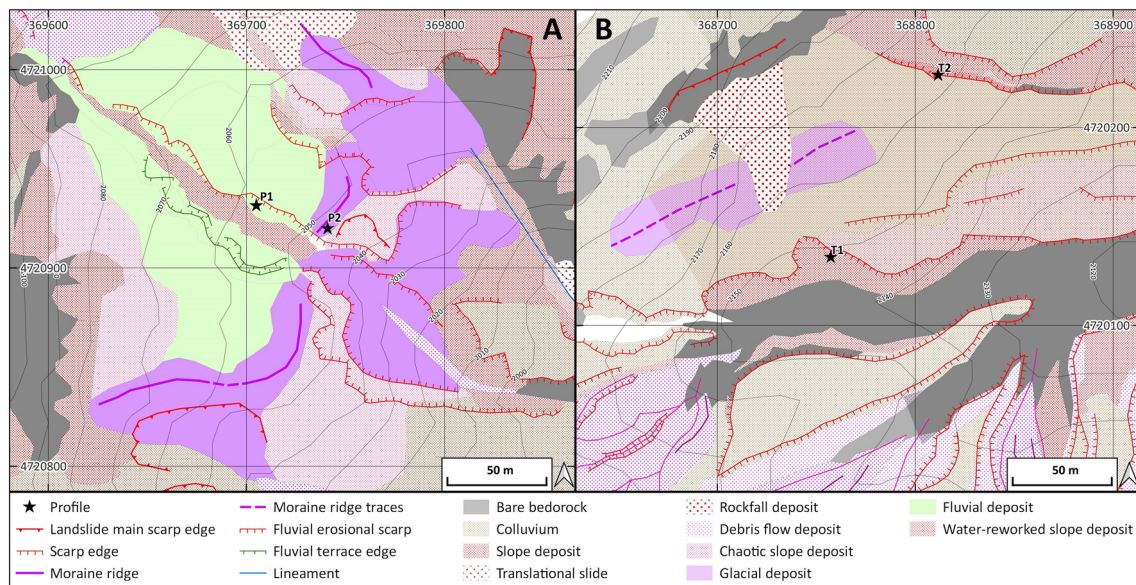 369600
369700
369800
A
4721000
4720900
4720800
2060
2070
2080
2050
2040
2030
2020
2010
2000
P1
P2
50 m
368700
368800
368900
B
4720200
4720100
2210
2200
2190
2180
2170
2160
2150
2140
2130
2120
T2
T1
50 m
Profile
Landslide main scarp edge
Scarp edge
Moraine ridge
Moraine ridge traces
Fluvial erosional scarp
Fluvial terrace edge
Lineament
Bare bedorock
Colluvium
Slope deposit
Translational slide
Rockfall deposit
Debris flow deposit
Chaotic slope deposit
Glacial deposit
Fluvial deposit
Water-reworked slope deposit